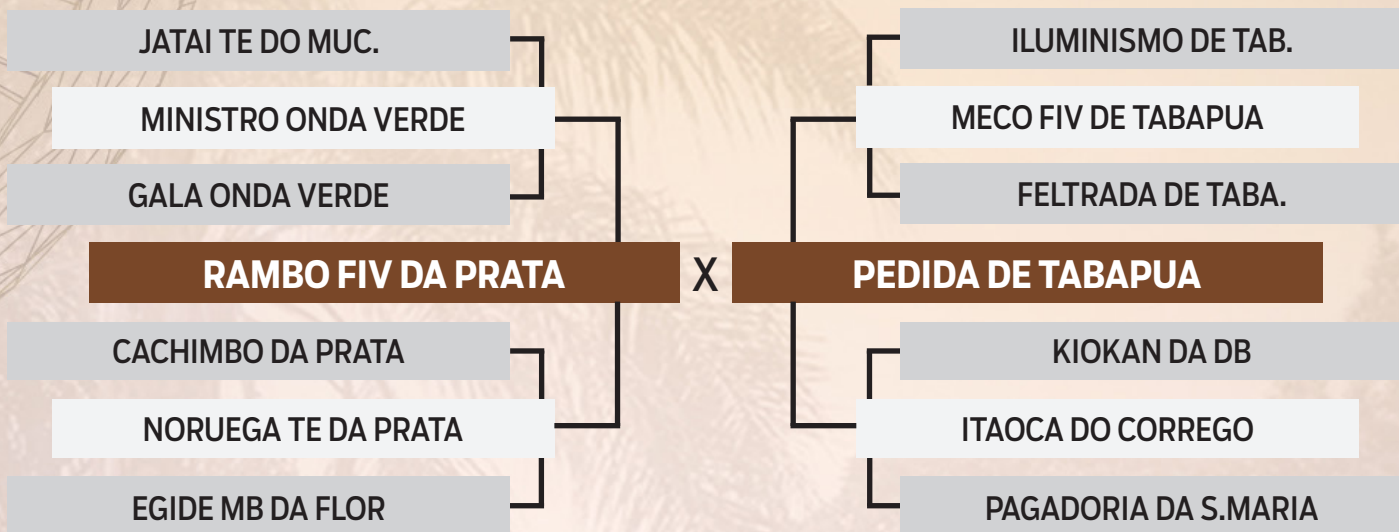 JATAI TE DO MUC.
MINISTRO ONDA VERDE
GALA ONDA VERDE
RAMBO FIV DA PRATA
CACHIMBO DA PRATA
NORUEGA TE DA PRATA
EGIDE MB DA FLOR
X
ILUMINISMO DE TAB.
MECO FIV DE TABAPUA
FELTRADA DE TABA.
PEDIDA DE TABAPUA
KIOKAN DA DB
ITAOCA DO CORREGO
PAGADORIA DA S.MARIA